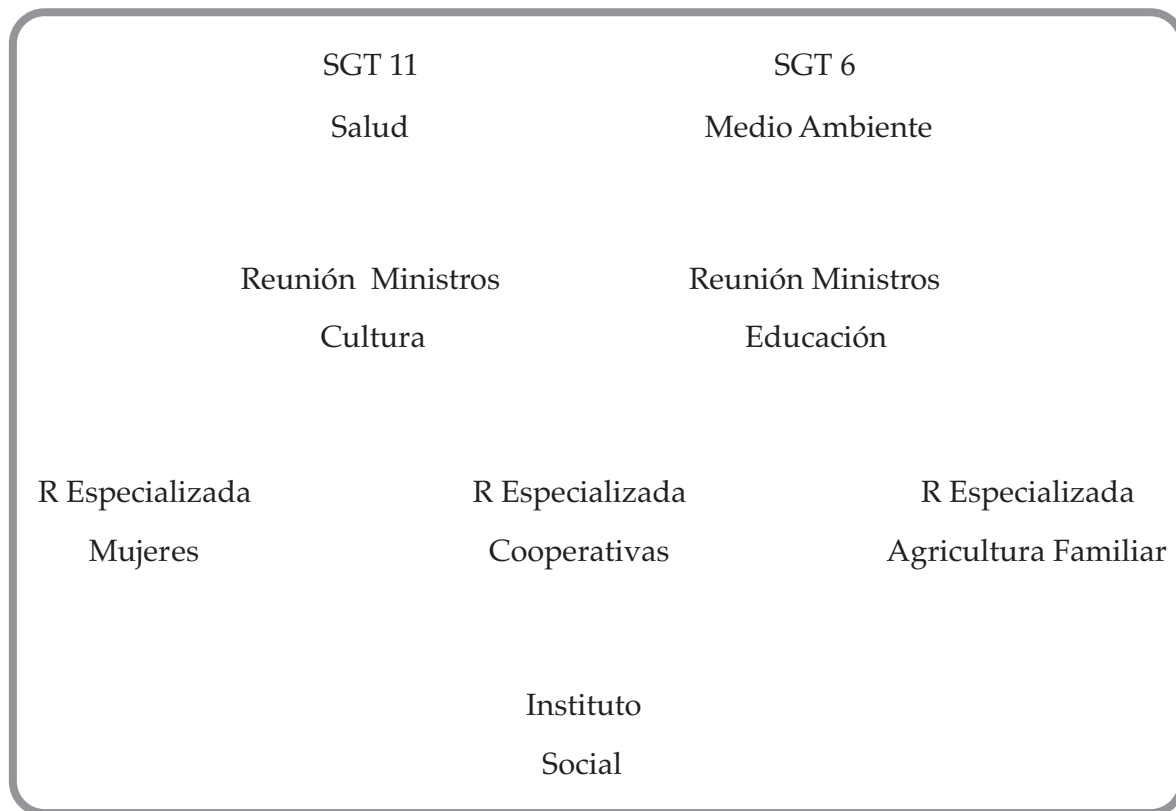 SGT 11 SGT 6
Salud Medio Ambiente
Reunión Ministros Reunión Ministros
Cultura Educación
R Especializada R Especializada R Especializada
Mujeres Cooperativas Agricultura Familiar
Instituto
Social